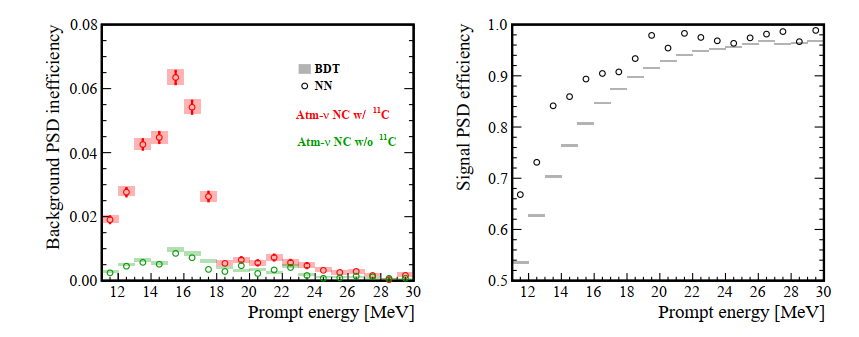 Background PSD inefficiency
0.08
0.06
0.04
0.02
0.00
BDT
NN
Atm-ν NC w/ ¹¹C
Atm-ν NC w/o ¹¹C
12 14 16 18 20 22 24 26 28 30
Prompt energy [MeV]
Signal PSD efficiency
1.0
0.9
0.8
0.7
0.6
0.5
12 14 16 18 20 22 24 26 28 30
Prompt energy [MeV]